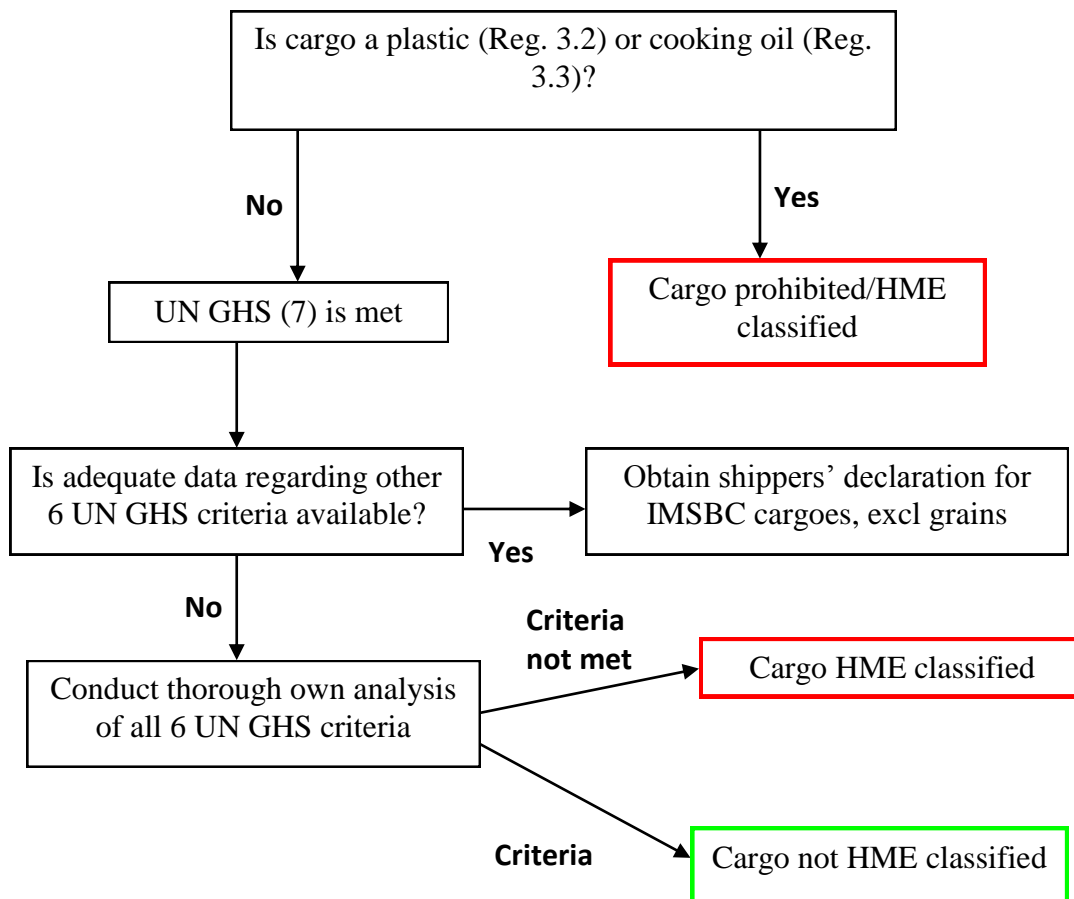 Is cargo a plastic (Reg. 3.2) or cooking oil (Reg.
3.3)?
No
Yes
UN GHS (7) is met
Cargo prohibited/HME
classified
Is adequate data regarding other
6 UN GHS criteria available?
Obtain shippers’ declaration for
IMSBC cargoes, excl grains
Yes
No
Criteria
not met
Conduct thorough own analysis
of all 6 UN GHS criteria
Cargo HME classified
Criteria
Cargo not HME classified